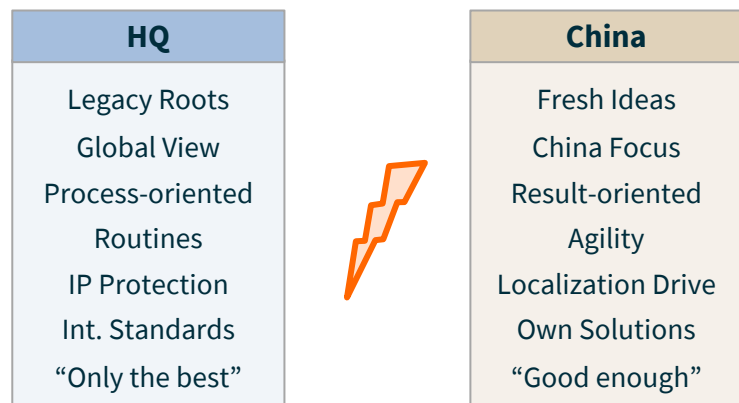 HQ
Legacy Roots
Global View
Process-oriented
Routines
IP Protection
Int. Standards
“Only the best”
China
Fresh Ideas
China Focus
Result-oriented
Agility
Localization Drive
Own Solutions
“Good enough”